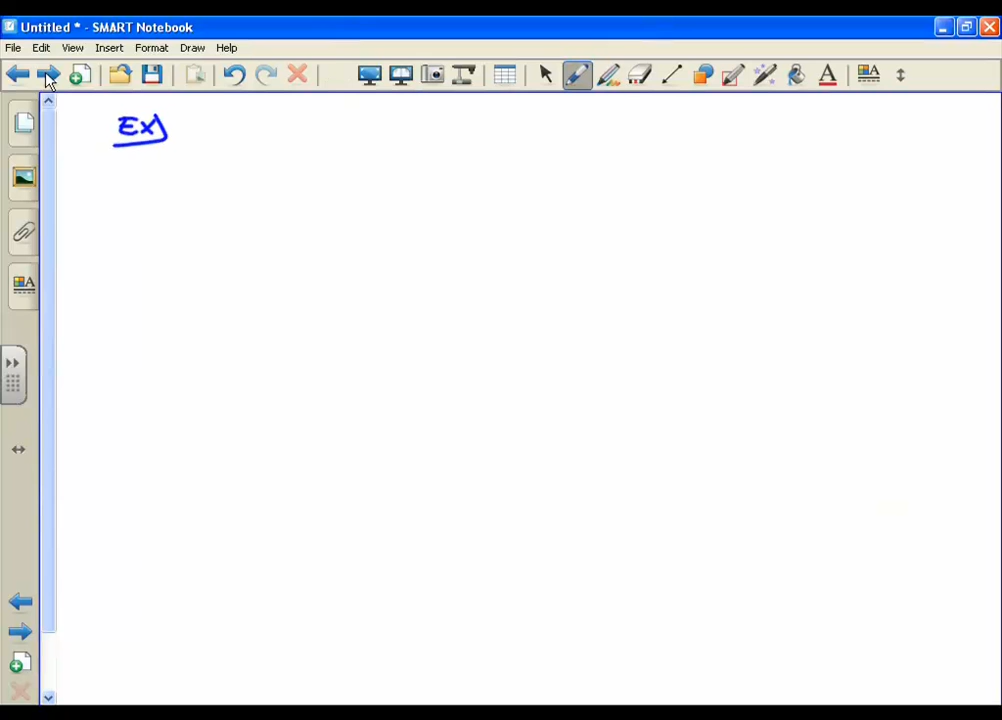 Untitled * - SMART Notebook
File Edit View Insert Format Draw Help
Ex)